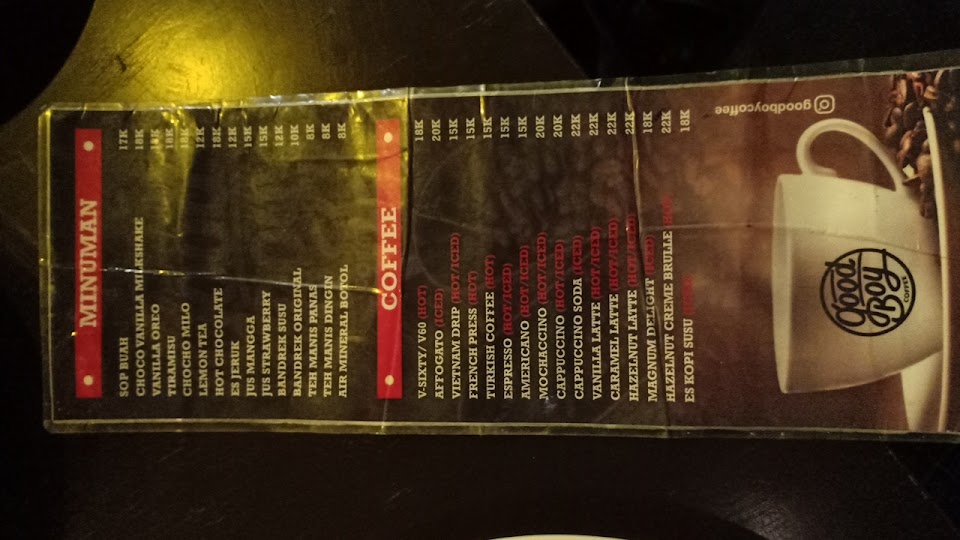 MINUMAN
SOP BUAH 17K
CHOCO VANILLA MILKSHAKE 18K
VANILLA OREO 18K
TIRAMISU 18K
CHOCHO MILO 18K
LEMON TEA 12K
HOT CHOCOLATE 18K
ES JERUK 12K
JUS MANGGA 15K
JUS STRAWBERY 15K
BANDREK SUSU 12K
BANDREK ORIGINAL 10K
TEH MANIS PANAS 8K
TEH MANIS DINGIN 8K
AIR MINERAL BOTOL 8K
COFFEE
V-SIXTY/ V60 (HOT) 18K
AFFOGATO (ICED) 20K
VIETNAM DRIP (HOT/ICED) 15K
FRENCH PRESS (HOT) 15K
TURKISH COFFEE (HOT) 15K
ESPRESSO (HOT/ICED) 15K
AMERICANO (HOT/ICED) 15K
MOCHACCINO (HOT/ICED) 20K
CAPPUCCINO (HOT/ICED) 20K
CAPPUCCINO SODA (ICED) 22K
VANILLA LATTE (HOT/ICED) 22K
CARAMEL LATTE (HOT/ICED) 22K
HAZELNUT LATTE (HOT/ICED) 22K
MAGNUM DELIGHT (ICED) 18K
HAZELNUT CREME BRULLE 22K
ES KOPI SUSU 18K
goodboycoffee
good
Boy
COFFEE